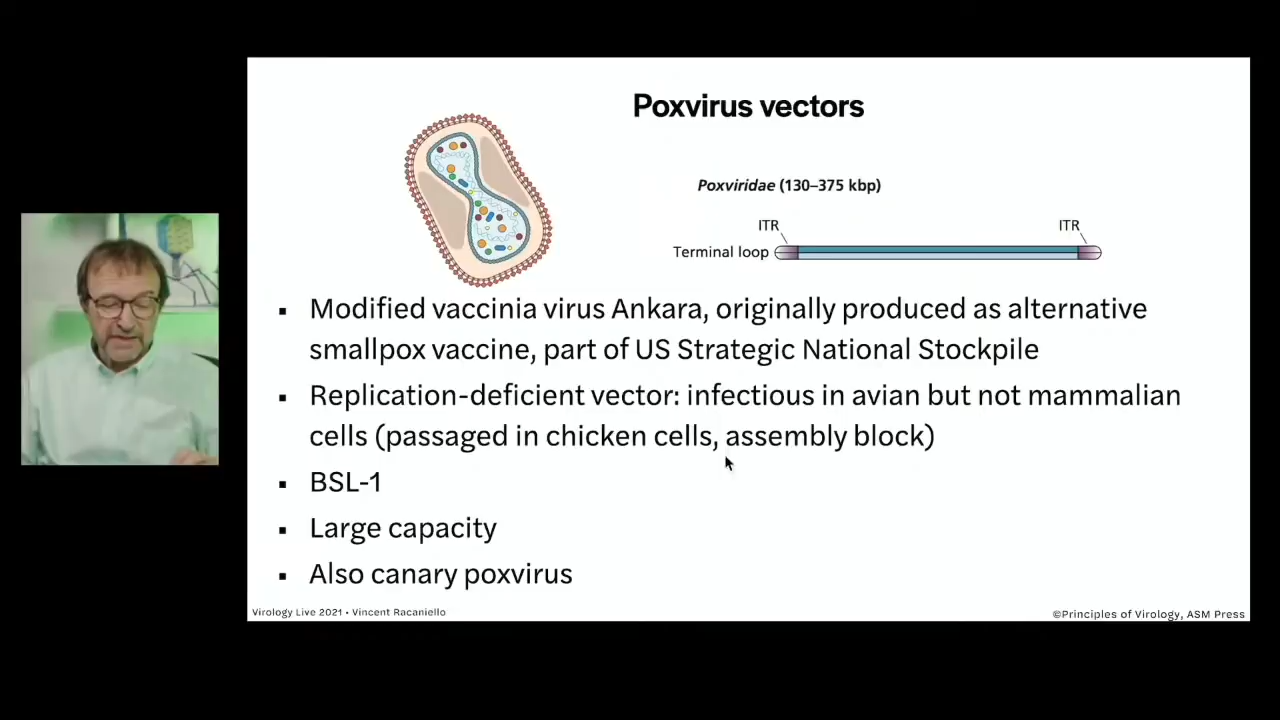 Poxvirus vectors
Poxviridae (130–375 kbp)
ITR
ITR
Terminal loop
▪ Modified vaccinia virus Ankara, originally produced as alternative
smallpox vaccine, part of US Strategic National Stockpile
▪ Replication-deficient vector: infectious in avian but not mammalian
cells (passaged in chicken cells, assembly block)
▪ BSL-1
▪ Large capacity
▪ Also canary poxvirus
Virology Live 2021 • Vincent Racaniello
©Principles of Virology, ASM Press